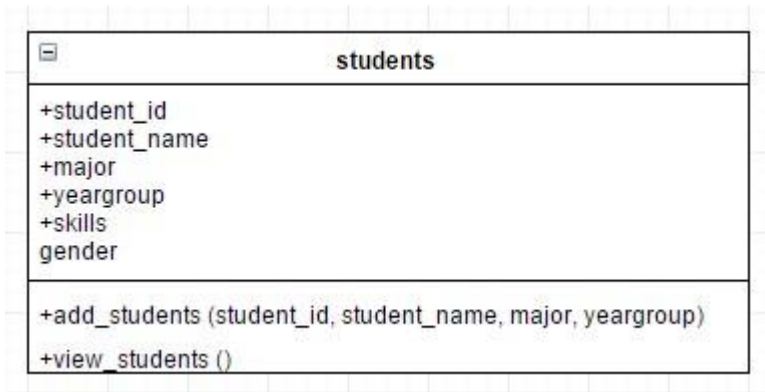 students
+student_id
+student_name
+major
+yeargroup
+skills
gender
+add_students (student_id, student_name, major, yeargroup)
+view_students ()